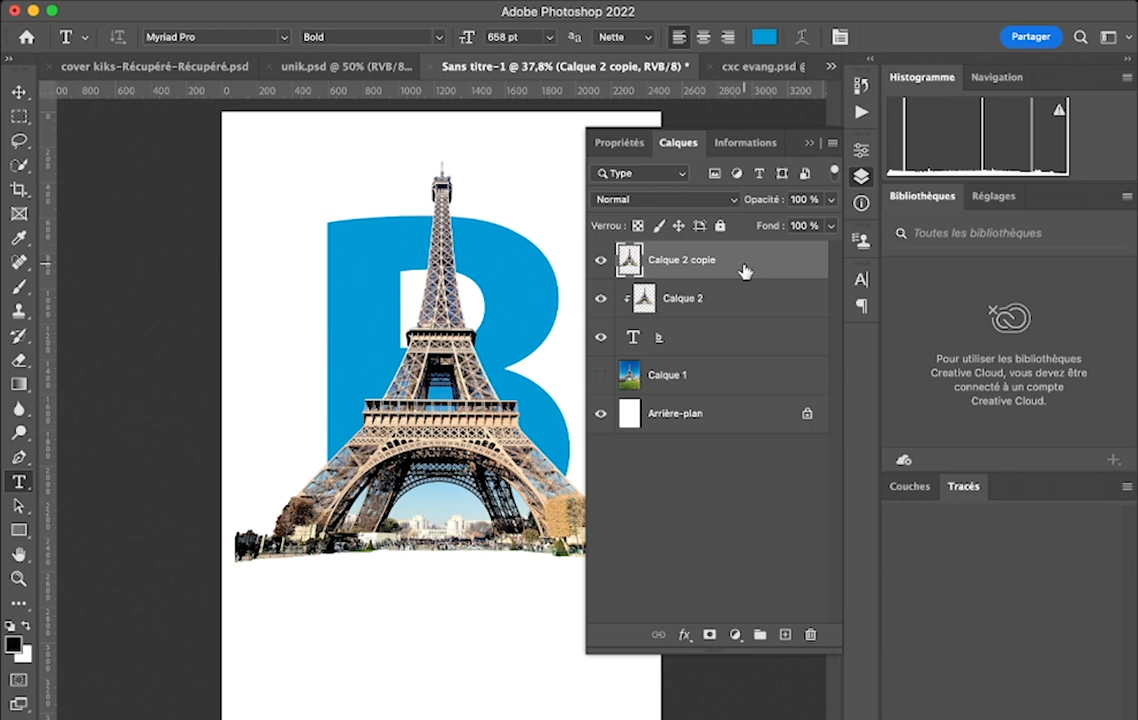 Adobe Photoshop 2022
T Myriad Pro Bold 658 pt aa Nette Partager
cover kiks-Récupéré-Récupéré.psd
unik.psd @ 50% (RVB/8...
Sans titre-1 @ 37,8% (Calque 2 copie, RVB/8) *
cxc evang.psd @
00 800 600 400 200 0 200 400 600 800 1000 1200 1400 1600 1800 2000 2200 2400 2600 2800 3000 3200
Histogramme Navigation
Propriétés Calques Informations
Type
Normal Opacité : 100 %
Verrou : Fond : 100 %
Calque 2 copie
Calque 2
T b
Calque 1
Arrière-plan
fx
B
Bibliothèques Réglages
Toutes les bibliothèques
Pour utiliser les bibliothèques
Creative Cloud, vous devez être
connecté à un compte
Creative Cloud.
Couches Tracés